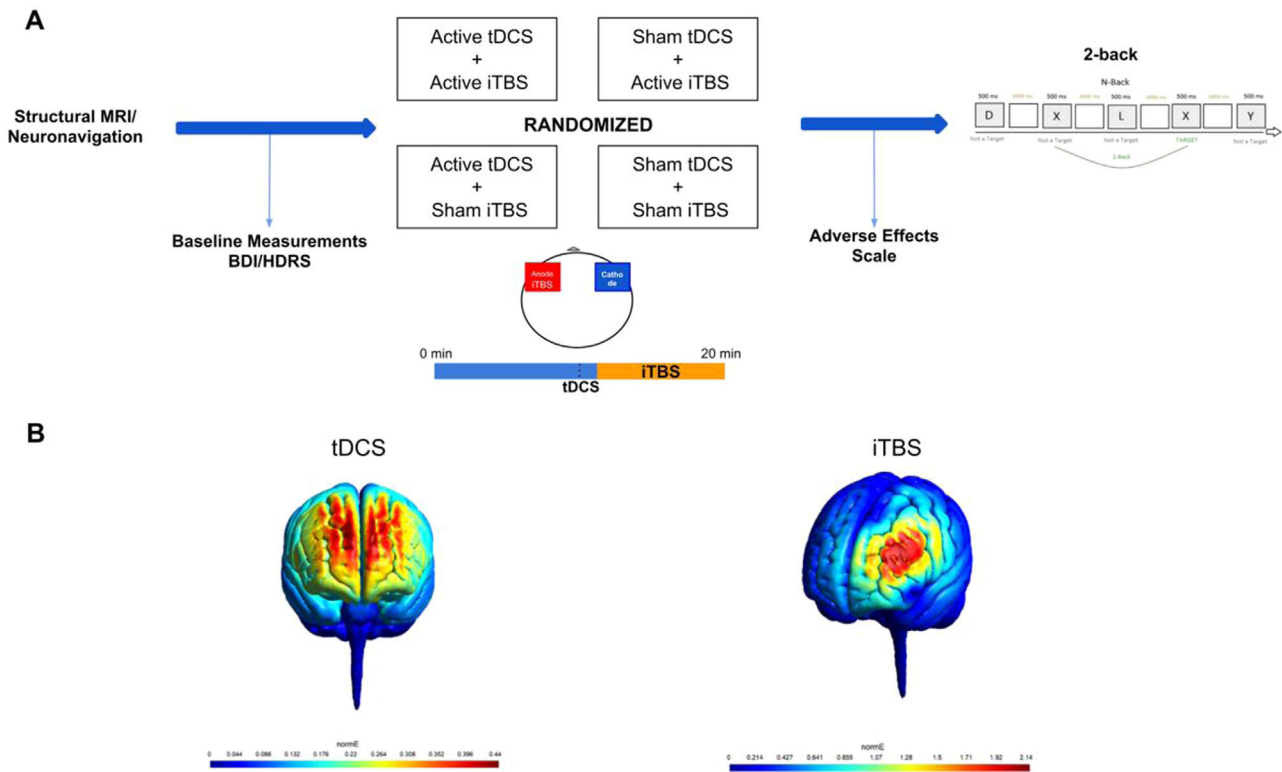 A
Structural MRI/
Neuronavigation
Baseline Measurements
BDI/HDRS
Active tDCS
+
Active iTBS
Sham tDCS
+
Active iTBS
RANDOMIZED
Active tDCS
+
Sham iTBS
Sham tDCS
+
Sham iTBS
Anode
iTBS
Catho
de
0 min
20 min
iTBS
tDCS
Adverse Effects
Scale
2-back
N-Back
500 ms 500 ms 500 ms 500 ms 500 ms
D X L X Y
Not a Target Not a Target Not a Target TARGET Not a Target
2-Back
B
tDCS
iTBS
normE
0 0.044 0.088 0.132 0.176 0.22 0.264 0.308 0.352 0.396 0.44
normE
0 0.214 0.427 0.641 0.855 1.07 1.28 1.5 1.71 1.92 2.14